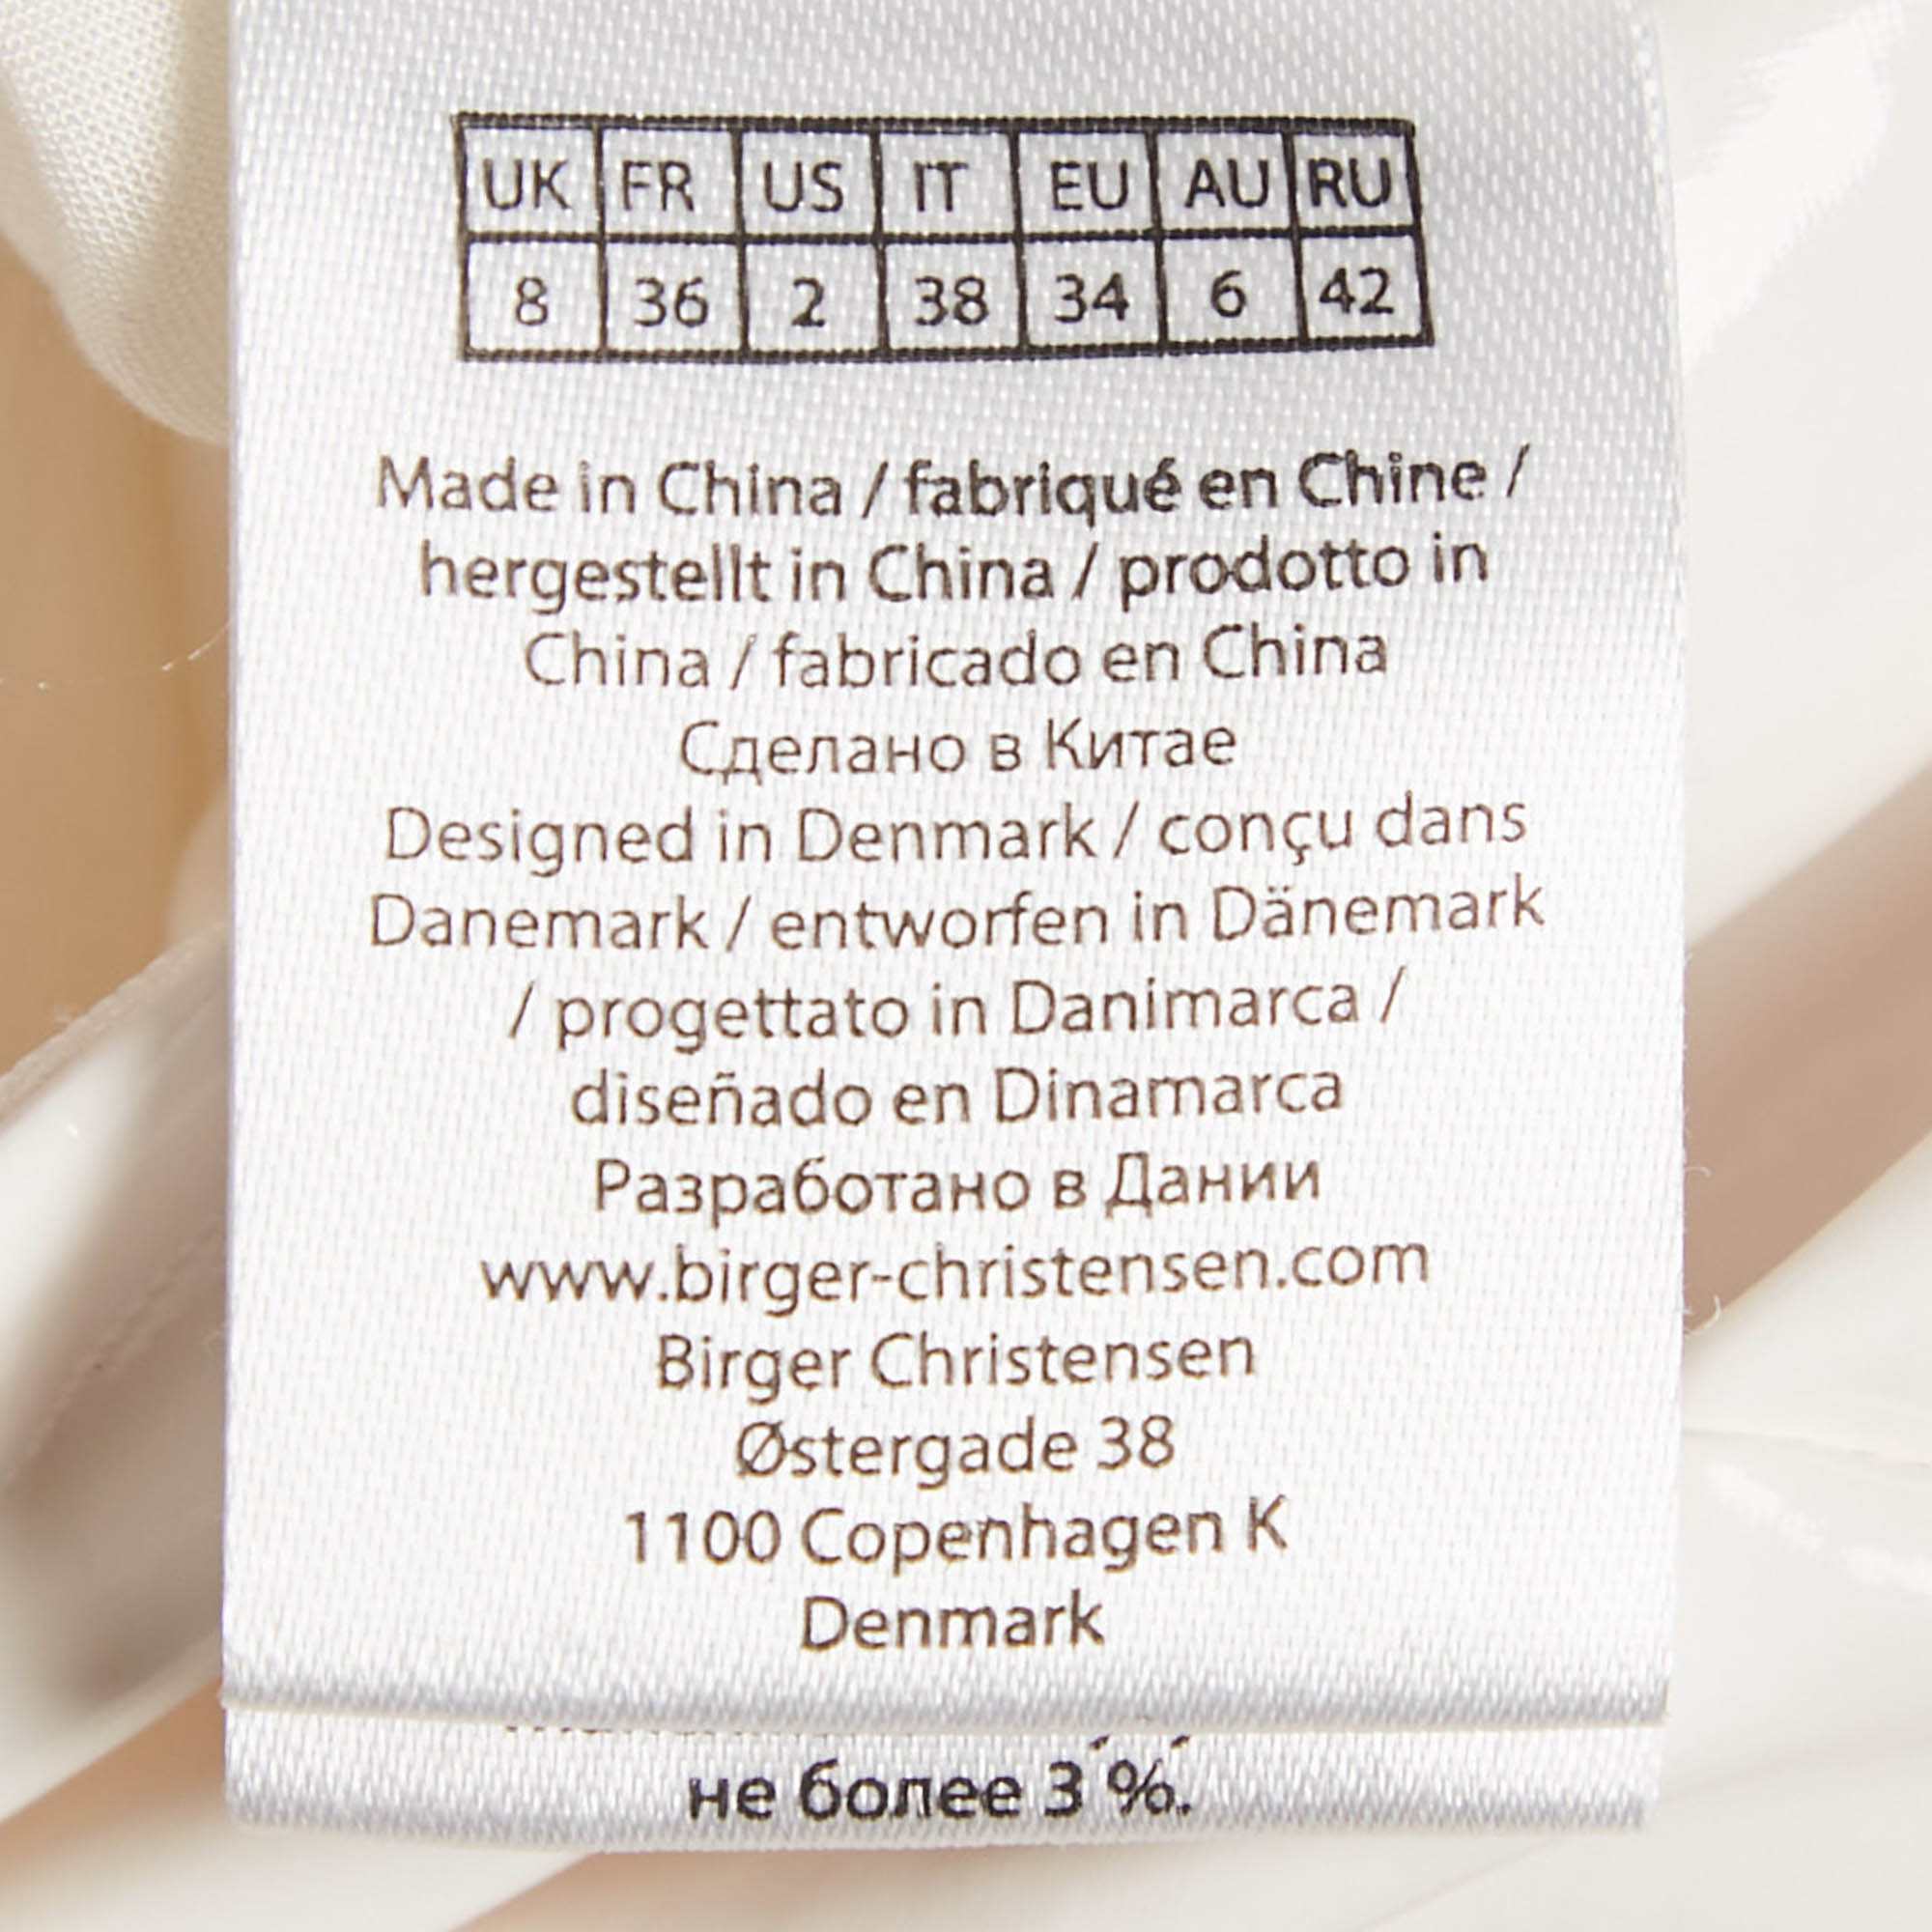 UK FR US IT EU AU RU
8 36 2 38 34 6 42
Made in China / fabriqué en Chine /
hergestellt in China / prodotto in
China / fabricado en China
Сделано в Китае
Designed in Denmark / conçu dans
Danemark / entworfen in Dänemark
/ progettato in Danimarca /
diseñado en Dinamarca
Разработано в Дании
www.birger-christensen.com
Birger Christensen
Østergade 38
1100 Copenhagen K
Denmark
не более 3 %.